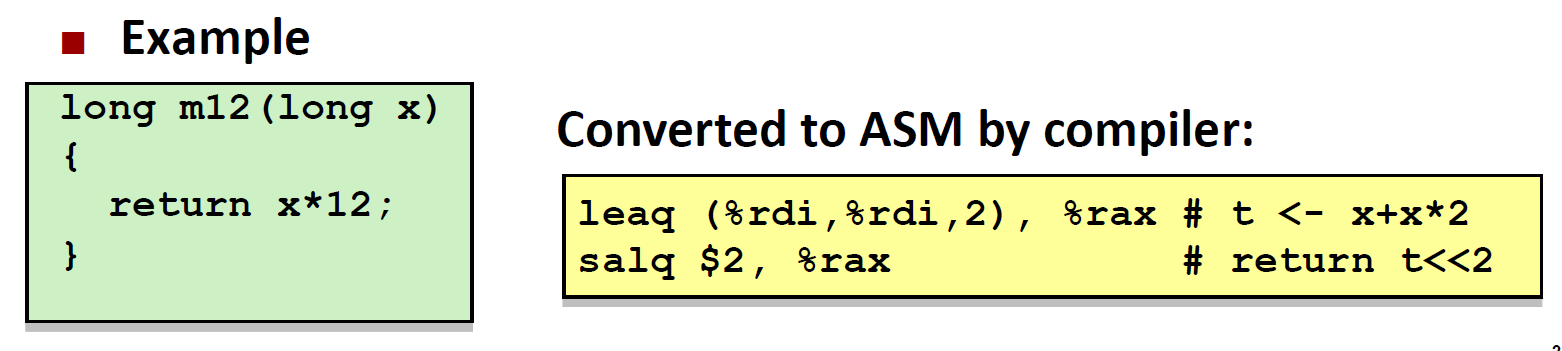 Example
long m12(long x)
{
  return x*12;
}
Converted to ASM by compiler:
leaq (%rdi,%rdi,2), %rax # t <- x+x*2
salq $2, %rax            # return t<<2